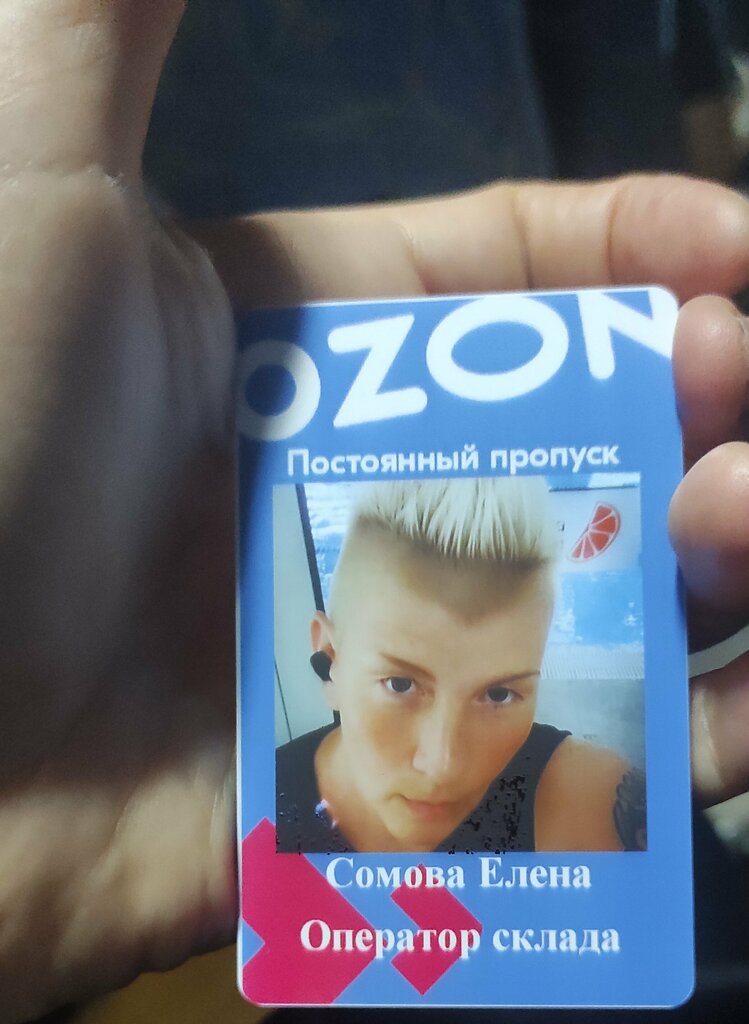 OZON
Постоянный пропуск
Сомова Елена
Оператор склада